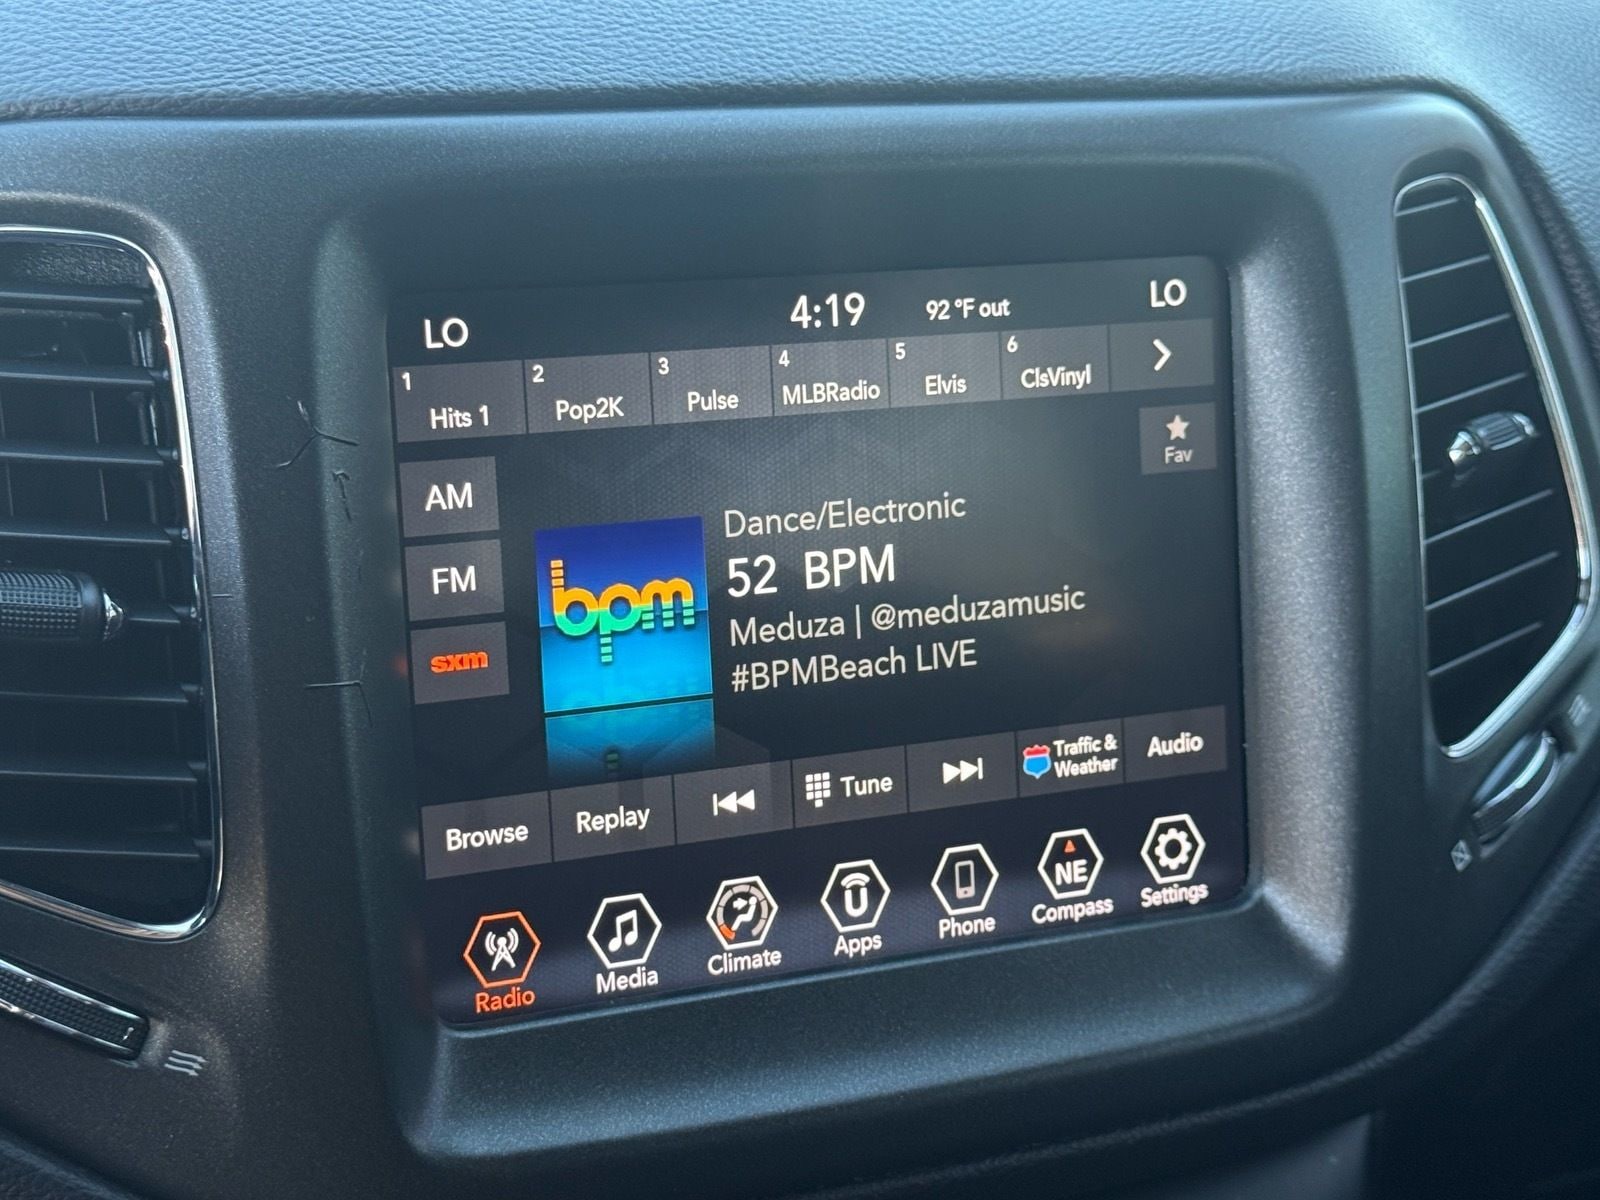 LO
4:19
92 °F out
LO
1 Hits 1
2 Pop2K
3 Pulse
4 MLBRadio
5 Elvis
6 ClsVinyl
Fav
AM
FM
sxm
bpm
Dance/Electronic
52 BPM
Meduza | @meduzamusic
#BPMBeach LIVE
Browse
Replay
Tune
Traffic &
Weather
Audio
Radio
Media
Climate
U
Apps
Phone
NE
Compass
Settings